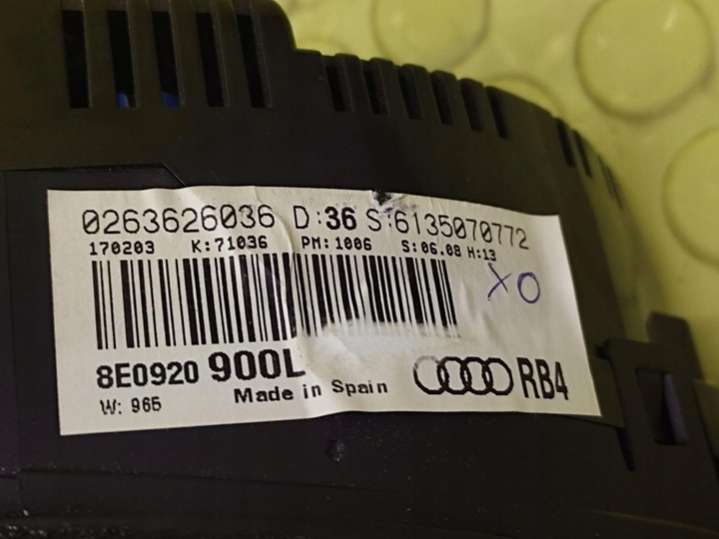 0263626036 D:36 S:6135070772
170203 K:71036 PM:1006 S:06.08 H:13
XO
8E0920 900L RB4
W: 965 Made in Spain